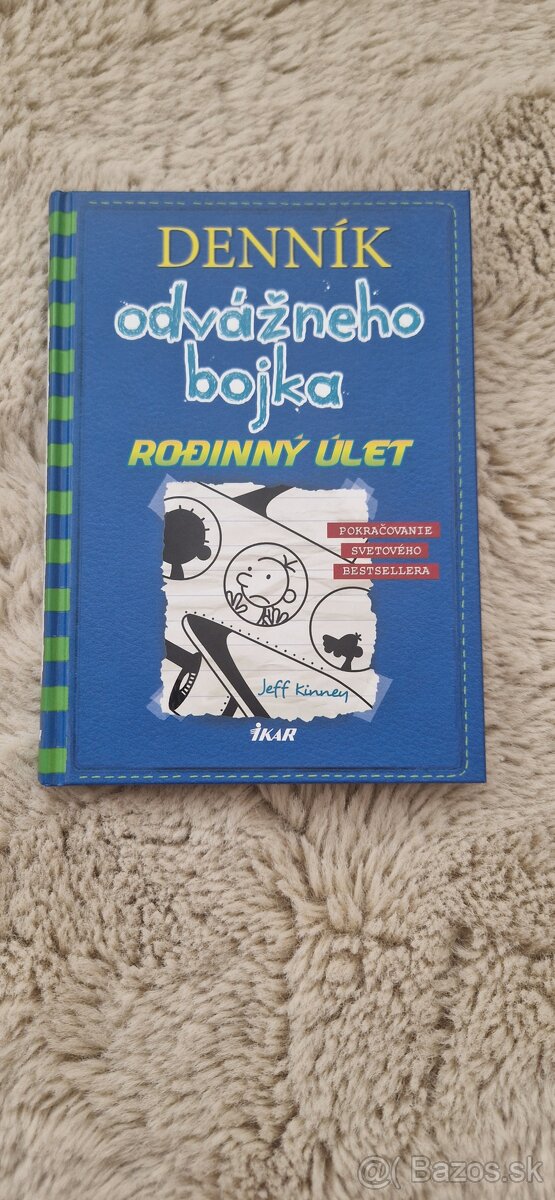 DENNÍK
odvážneho
bojka
RODINNÝ ÚLET
POKRAČOVANIE
SVETOVÉHO
BESTSELLERA
Jeff Kinney
IKAR
@( Bazos.sk